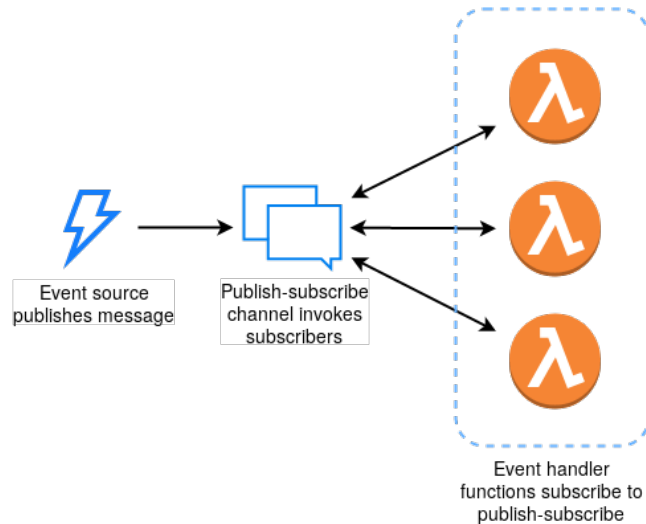 Event source
publishes message
Publish-subscribe
channel invokes
subscribers
λ
λ
λ
Event handler
functions subscribe to
publish-subscribe